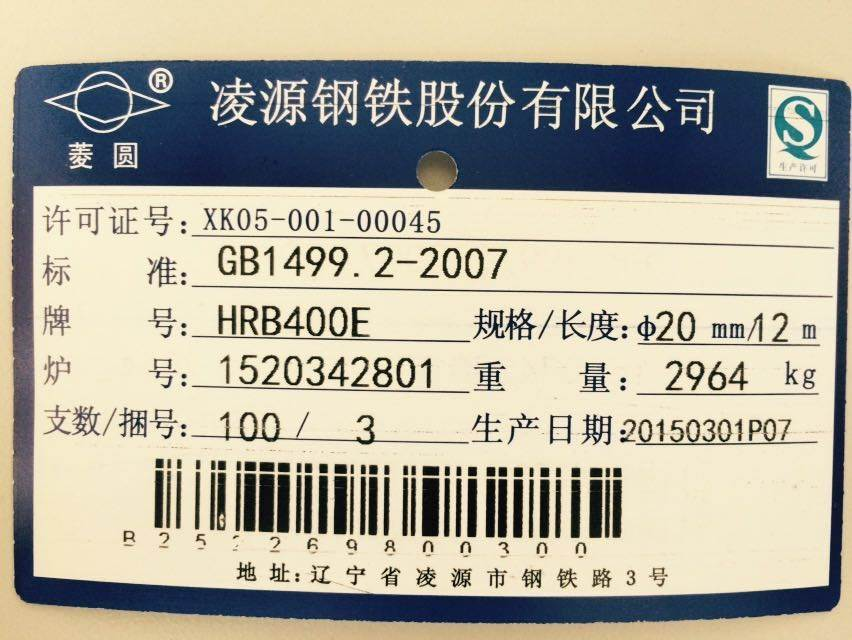 ®
凌源钢铁股份有限公司
菱圆
生产许可
许可证号: XK05-001-00045
标 准: GB1499.2-2007
牌 号: HRB400E 规格/长度: φ20 mm/12 m
炉 号: 1520342801 重 量: 2964 kg
支数/捆号: 100 / 3 生产日期: 20150301P07
B252269800300
地址: 辽宁省凌源市钢铁路3号